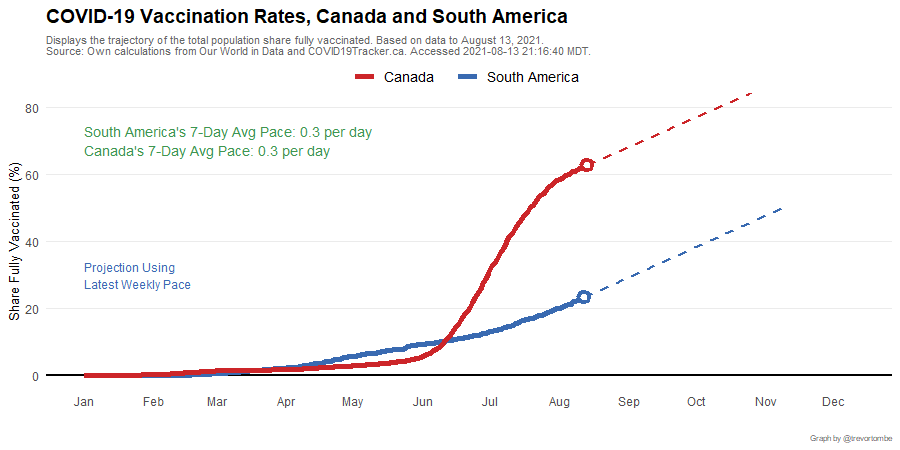 COVID-19 Vaccination Rates, Canada and South America
Displays the trajectory of the total population share fully vaccinated. Based on data to August 13, 2021.
Source: Own calculations from Our World in Data and COVID19Tracker.ca. Accessed 2021-08-13 21:16:40 MDT.
Canada South America
80
South America's 7-Day Avg Pace: 0.3 per day
Canada's 7-Day Avg Pace: 0.3 per day
60
Share Fully Vaccinated (%)
40
Projection Using
Latest Weekly Pace
20
0
Jan Feb Mar Apr May Jun Jul Aug Sep Oct Nov Dec
Graph by @trevortombe